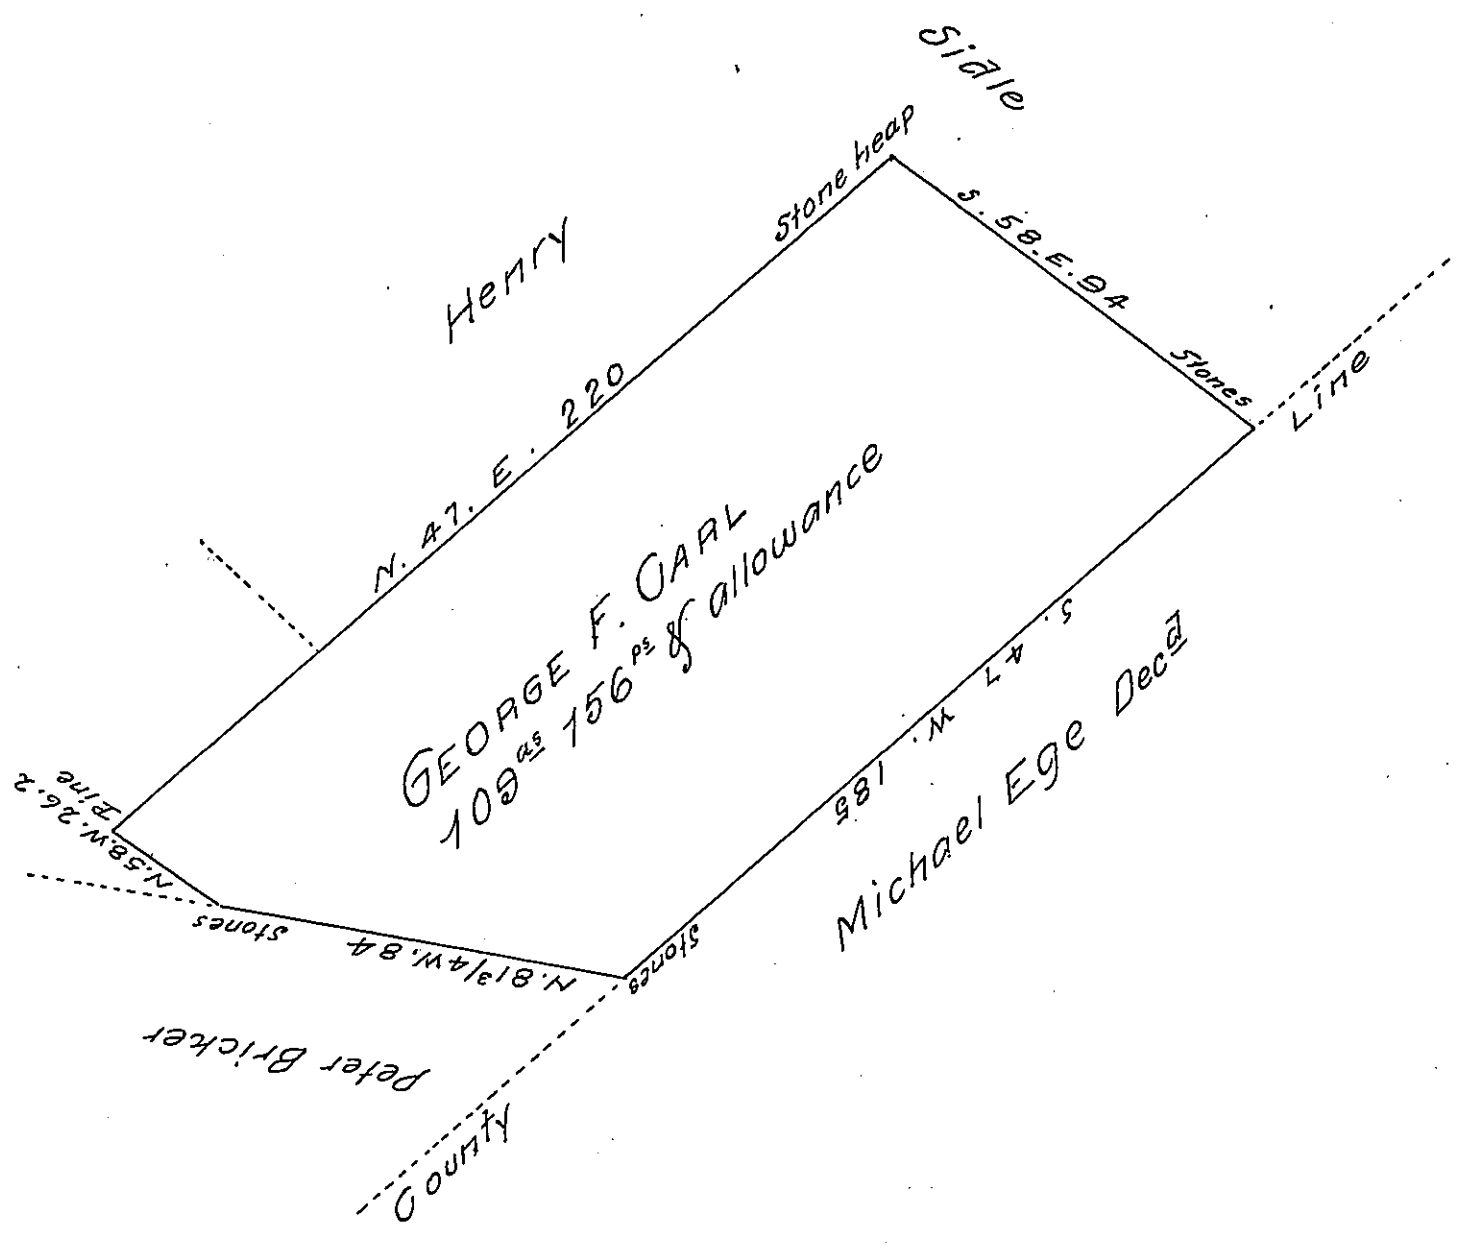 Sidle
Henry
Stone heap
S. 58. E. 94
Stones
Line
N. 47. E. 220
GEORGE F. CARL
109as 156ps & allowance
S. 47 W. 185
Michael Ege Decd
Stones
N. 81 3/4 W. 84
Stones
N. 58. W. 26.2
Pine
Peter Bricker
County